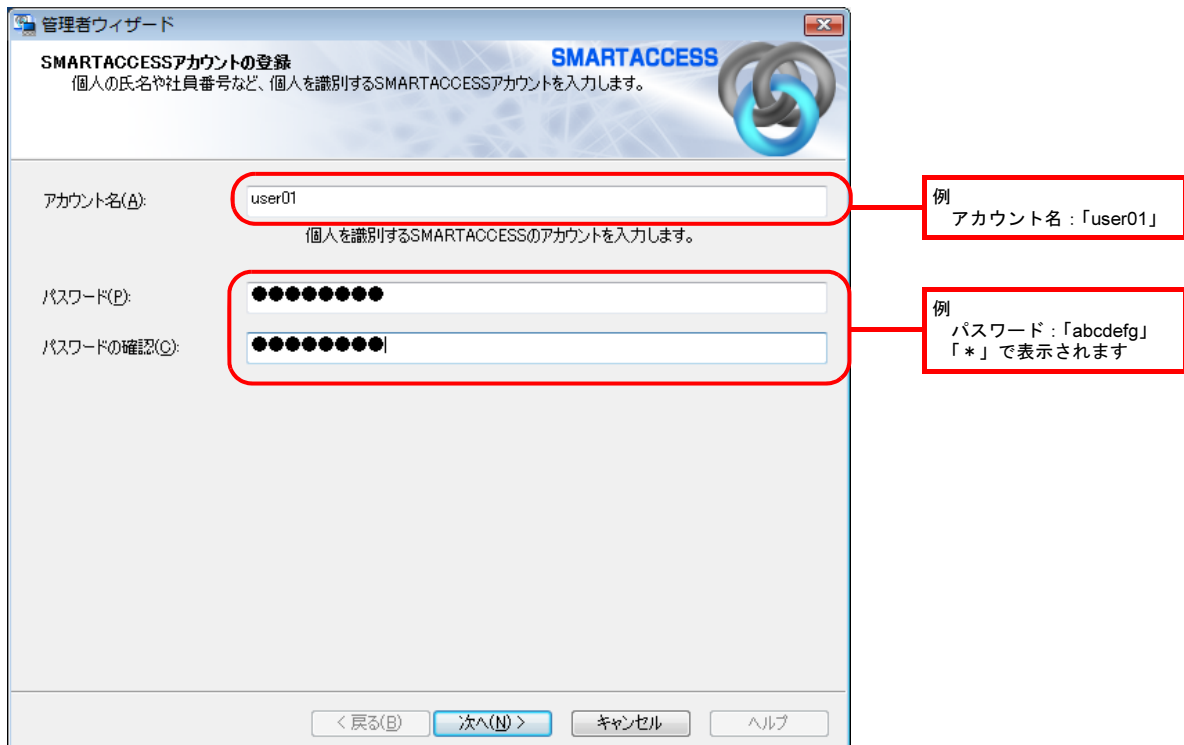 管理者ウィザード
SMARTACCESSアカウントの登録
個人の氏名や社員番号など、個人を識別するSMARTACCESSアカウントを入力します。
SMARTACCESS
アカウント名(A):
user01
個人を識別するSMARTACCESSのアカウントを入力します。
パスワード(P):
●●●●●●●●
パスワードの確認(C):
●●●●●●●●
例
アカウント名：「user01」
例
パスワード：「abcdefg」
「＊」で表示されます
< 戻る(B)
次へ(N) >
キャンセル
ヘルプ